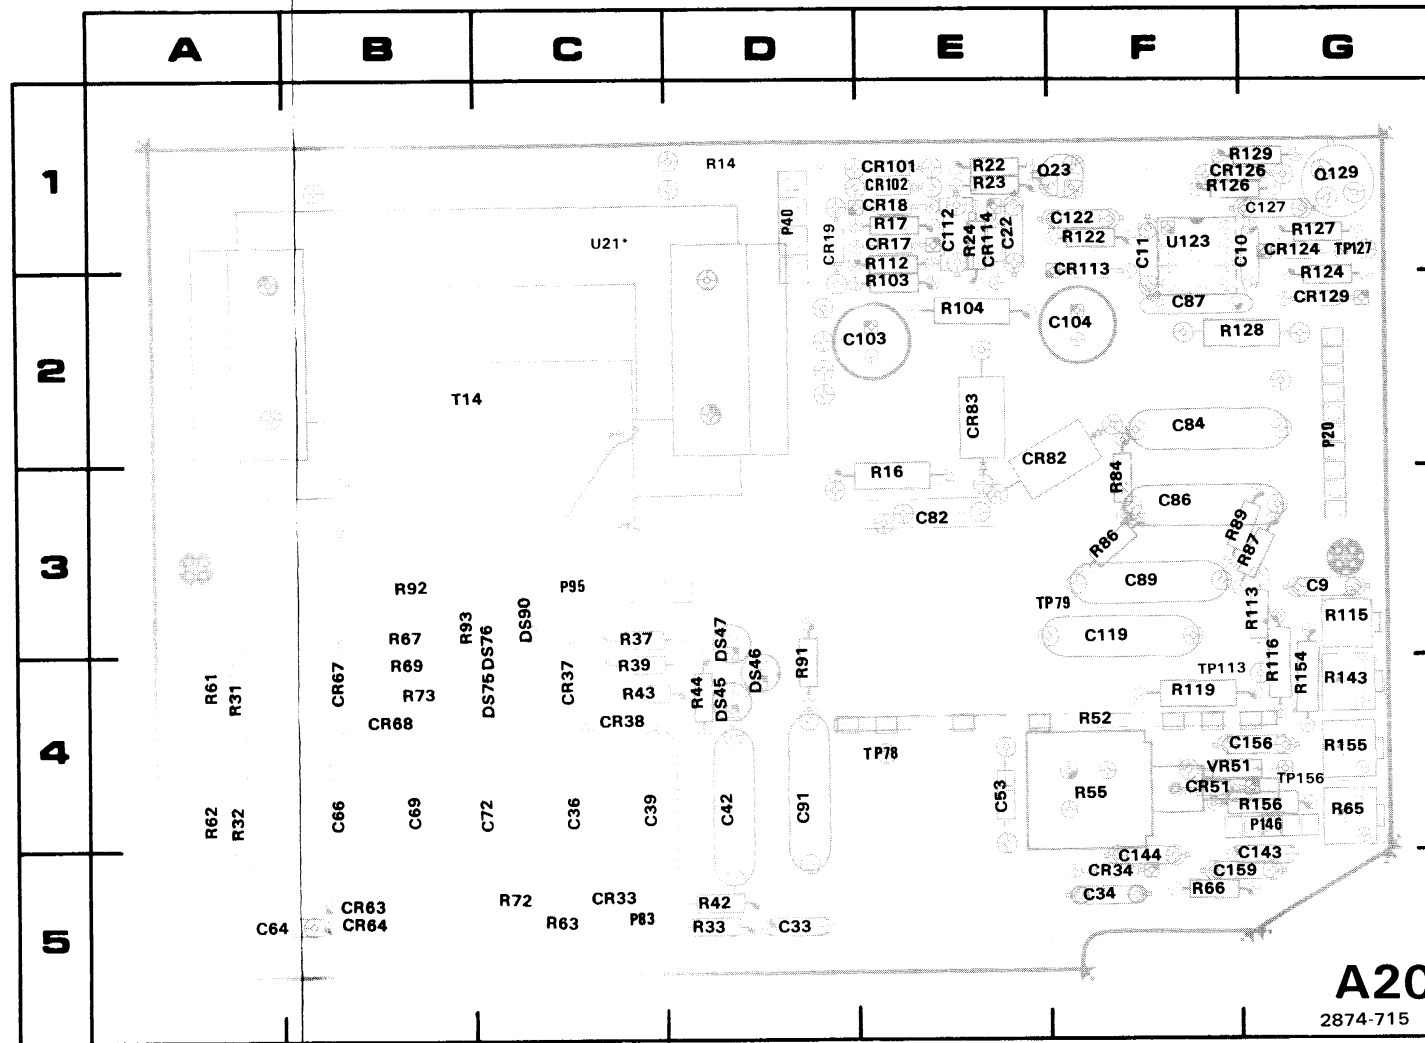 A B C D E F G
1
R14
CR101 R22 Q23
R129
CR126
Q129
CR102 R23
R126
CR18
C127
P40
CR19
R17
C112
R24
CR114
C22
C122
R122
C11
U123
C10
R127
U21*
CR17
CR124 TP127
R112
CR113
R124
R103
CR129
C87
R104
C104
R128
C103
2
T14
CR83
C84
P20
CR82
R16
R84
C82
C86
R89
R86
R87
3
R92
P95
C89
C9
TP79
R113
R115
R67
R93
DS76
DS90
R37
DS47
C119
R69
R39
DS46
R91
TP113
R116
R154
R61
R31
CR67
R73
DS75
CR37
R43
R44
DS45
R119
R143
CR68
CR38
R52
4
TP78
C156
R155
VR51
TP156
CR51
R55
R62
R32
C66
C69
C72
C36
C39
C42
C91
C53
R156
R65
P146
C144
C143
CR34
C159
R72
CR33
R42
C34
R66
CR63
CR64
C64
R63
P83
R33
C33
5
A20
2874-715